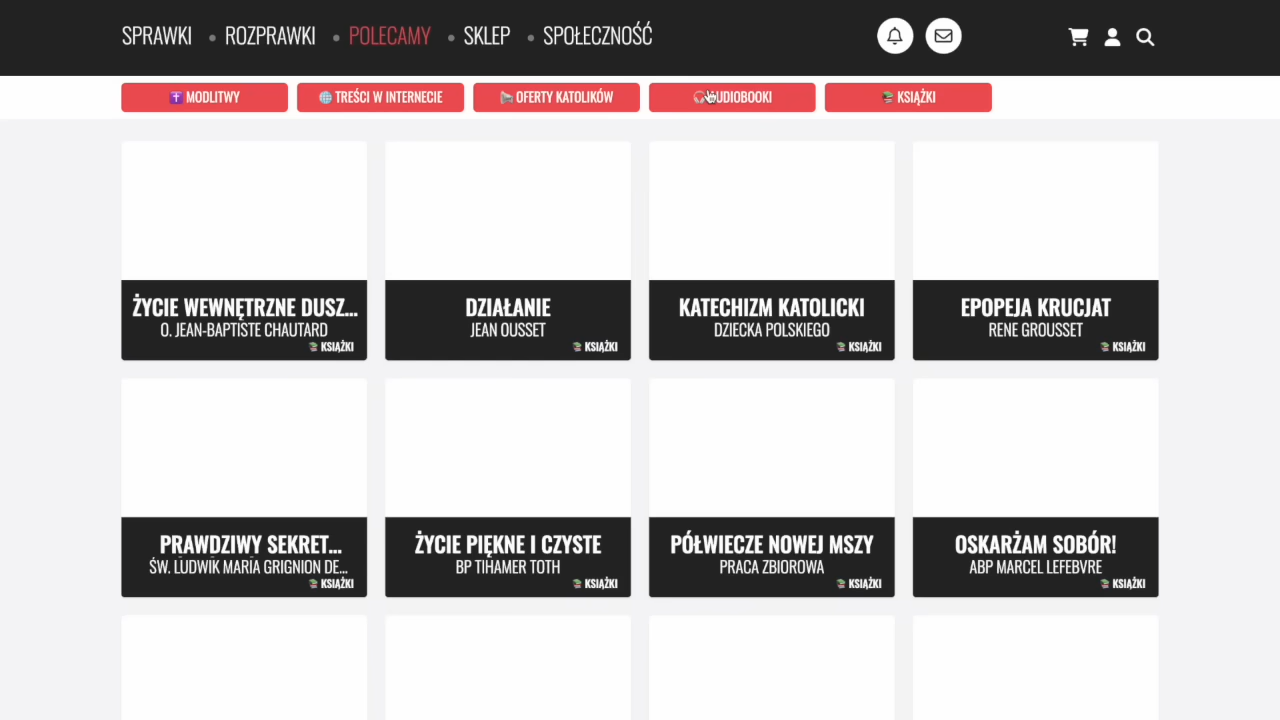 SPRAWKI • ROZPRAWKI • POLECAMY • SKLEP • SPOŁECZNOŚĆ
MODLITWY TREŚCI W INTERNECIE OFERTY KATOLIKÓW AUDIOBOOKI KSIĄŻKI
ŻYCIE WEWNĘTRZNE DUSZ...
O. JEAN-BAPTISTE CHAUTARD
KSIĄŻKI
DZIAŁANIE
JEAN OUSSET
KSIĄŻKI
KATECHIZM KATOLICKI
DZIECKA POLSKIEGO
KSIĄŻKI
EPOPEJA KRUCJAT
RENE GROUSSET
KSIĄŻKI
PRAWDZIWY SEKRET...
ŚW. LUDWIK MARIA GRIGNION DE...
KSIĄŻKI
ŻYCIE PIĘKNE I CZYSTE
BP TIHAMER TOTH
KSIĄŻKI
PÓŁWIECZE NOWEJ MSZY
PRACA ZBIOROWA
KSIĄŻKI
OSKARŻAM SOBÓR!
ABP MARCEL LEFEBVRE
KSIĄŻKI